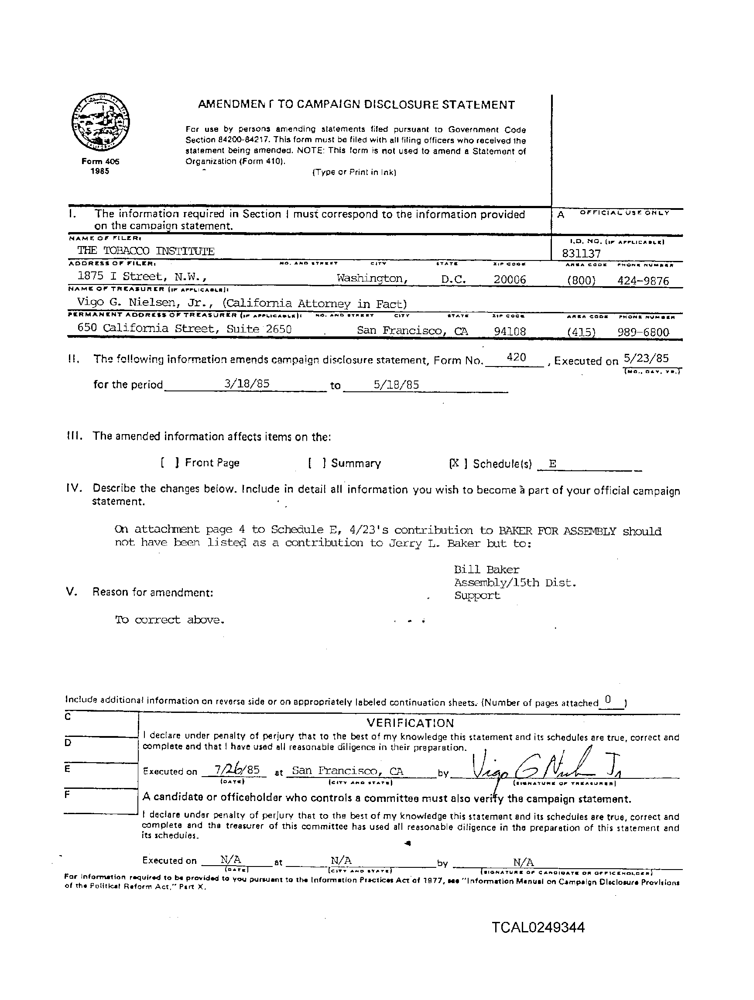 AMENDMENT TO CAMPAIGN DISCLOSURE STATEMENT
For use by persons amending statements filed pursuant to Government Code
Section 84200-84217. This form must be filed with all filing officers who received the
statement being amended. NOTE: This form is not used to amend a Statement of
Organization (Form 410).
(Type or Print in Ink)
Form 405
1985
I. The information required in Section I must correspond to the information provided
on the campaign statement.
A OFFICIAL USE ONLY
NAME OF FILER:
I.D. NO. (IF APPLICABLE)
THE TOBACCO INSTITUTE 831137
ADDRESS OF FILER: NO. AND STREET CITY STATE ZIP CODE AREA CODE PHONE NUMBER
1875 I Street, N.W., Washington, D.C. 20006 (800) 424-9876
NAME OF TREASURER (IF APPLICABLE):
Vigo G. Nielsen, Jr., (California Attorney in Fact)
PERMANENT ADDRESS OF TREASURER (IF APPLICABLE): NO. AND STREET CITY STATE ZIP CODE AREA CODE PHONE NUMBER
650 California Street, Suite 2650 San Francisco, CA 94108 (415) 989-6800
II. The following information amends campaign disclosure statement, Form No. 420, Executed on 5/23/85
(MO., DAY, YR.)
for the period 3/18/85 to 5/18/85
III. The amended information affects items on the:
[ ] Front Page [ ] Summary [X ] Schedule(s) E
IV. Describe the changes below. Include in detail all information you wish to become a part of your official campaign
statement.
On attachment page 4 to Schedule E, 4/23's contribution to BAKER FOR ASSEMBLY should
not have been listed as a contribution to Jerry L. Baker but to:
Bill Baker
Assembly/15th Dist.
Support
V. Reason for amendment:
To correct above.
Include additional information on reverse side or on appropriately labeled continuation sheets. (Number of pages attached 0 )
C
D
E
F
VERIFICATION
I declare under penalty of perjury that to the best of my knowledge this statement and its schedules are true, correct and
complete and that I have used all reasonable diligence in their preparation.
Executed on 7/26/85 at San Francisco, CA by Vigo G Nielsen Jr
(DATE) (CITY AND STATE) (SIGNATURE OF TREASURER)
A candidate or officeholder who controls a committee must also verify the campaign statement.
I declare under penalty of perjury that to the best of my knowledge this statement and its schedules are true, correct and
complete and the treasurer of this committee has used all reasonable diligence in the preparation of this statement and
its schedules.
Executed on N/A at N/A by N/A
(DATE) (CITY AND STATE) (SIGNATURE OF CANDIDATE OR OFFICEHOLDER)
For information required to be provided to you pursuant to the Information Practices Act of 1977, see "Information Manual on Campaign Disclosure Provisions
of the Political Reform Act," Part X.
TCAL0249344